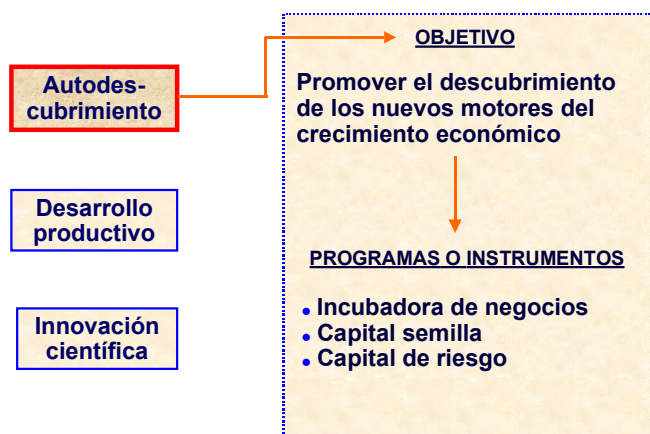 Autodes-
cubrimiento
Desarrollo
productivo
Innovación
científica
OBJETIVO
Promover el descubrimiento
de los nuevos motores del
crecimiento económico
PROGRAMAS O INSTRUMENTOS
• Incubadora de negocios
• Capital semilla
• Capital de riesgo